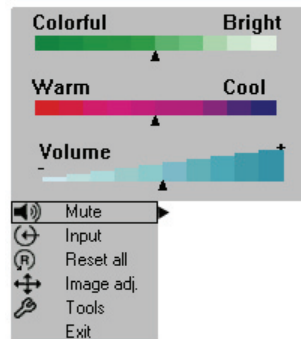 Colorful Bright
Warm Cool
Volume
- +
Mute
Input
R Reset all
Image adj.
Tools
Exit